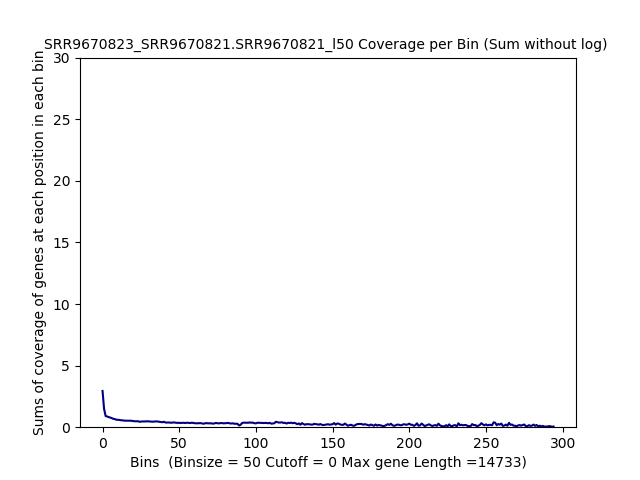 SRR9670823_SRR9670821.SRR9670821_l50 Coverage per Bin (Sum without log)
Sums of coverage of genes at each position in each bin
30
25
20
15
10
5
0
0 50 100 150 200 250 300
Bins  (Binsize = 50 Cutoff = 0 Max gene Length =14733)